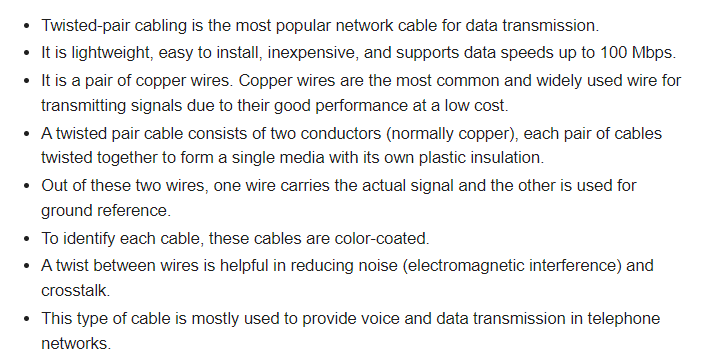 • Twisted-pair cabling is the most popular network cable for data transmission.
• It is lightweight, easy to install, inexpensive, and supports data speeds up to 100 Mbps.
• It is a pair of copper wires. Copper wires are the most common and widely used wire for
transmitting signals due to their good performance at a low cost.
• A twisted pair cable consists of two conductors (normally copper), each pair of cables
twisted together to form a single media with its own plastic insulation.
• Out of these two wires, one wire carries the actual signal and the other is used for
ground reference.
• To identify each cable, these cables are color-coated.
• A twist between wires is helpful in reducing noise (electromagnetic interference) and
crosstalk.
• This type of cable is mostly used to provide voice and data transmission in telephone
networks.